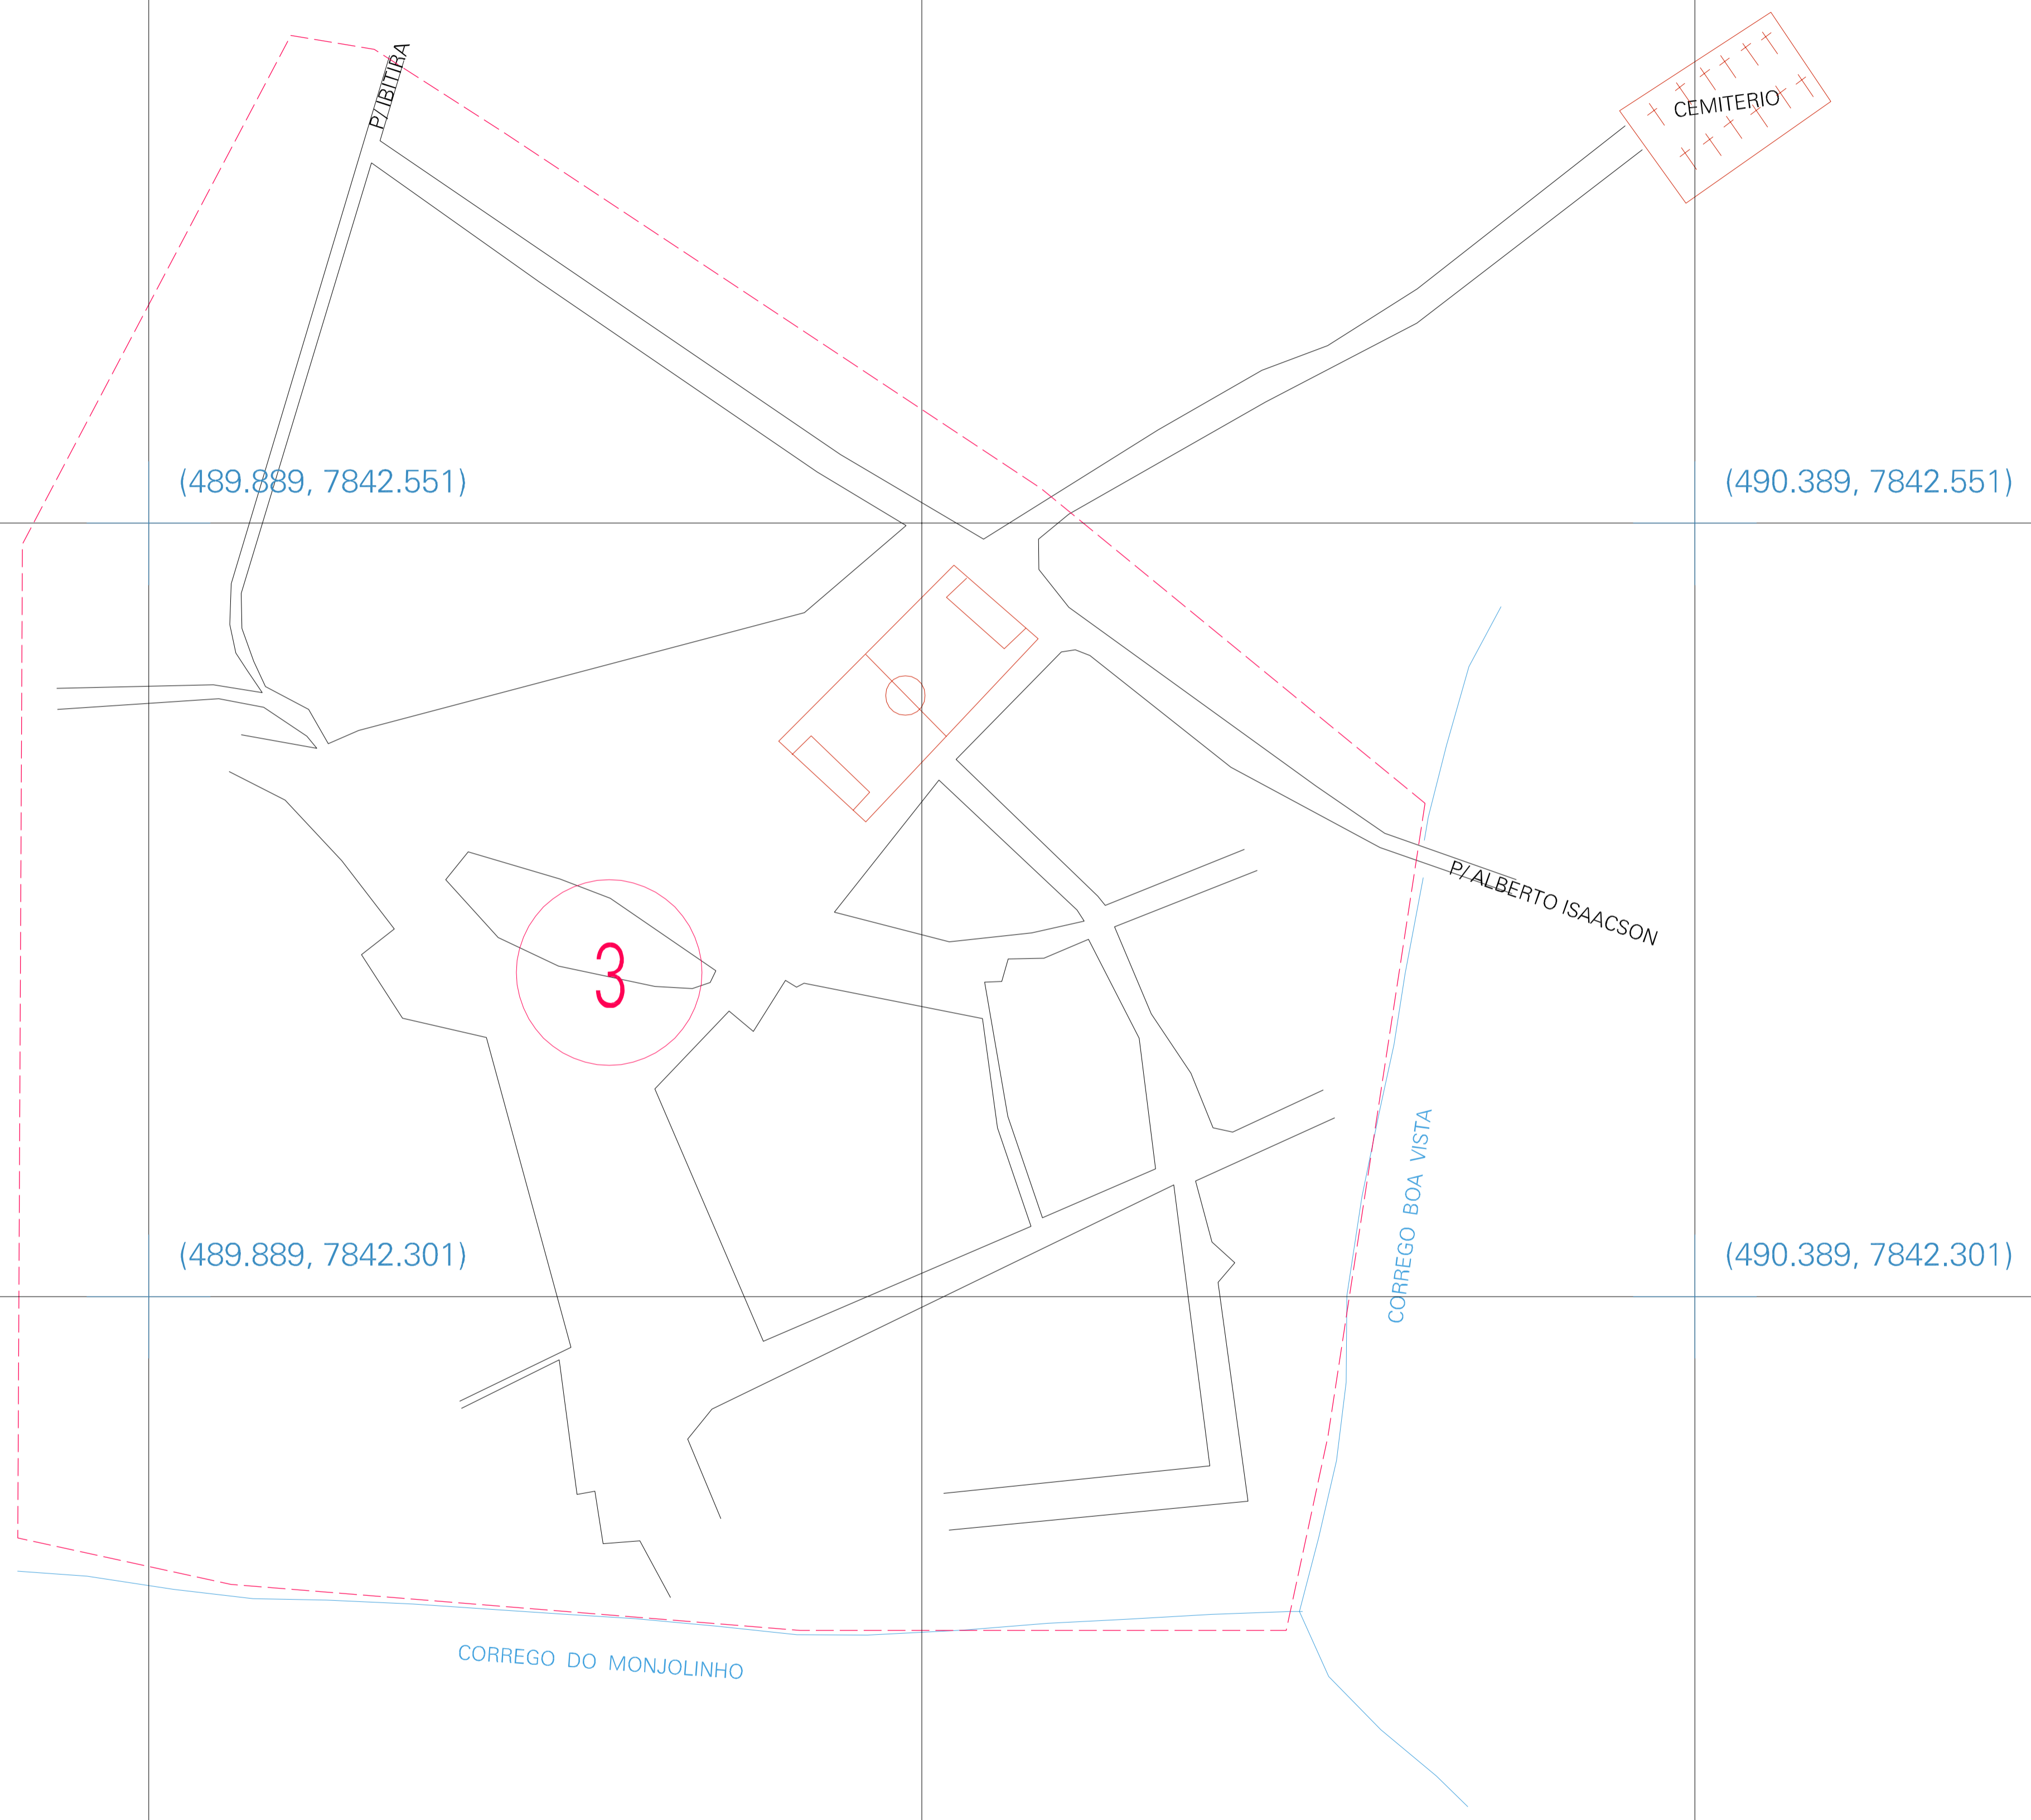 P/ IBITIRA
CEMITERIO
(489.889, 7842.551)
(490.389, 7842.551)
P/ ALBERTO ISAACSON
3
CORREGO BOA VISTA
(489.889, 7842.301)
(490.389, 7842.301)
CORREGO DO MONJOLINHO